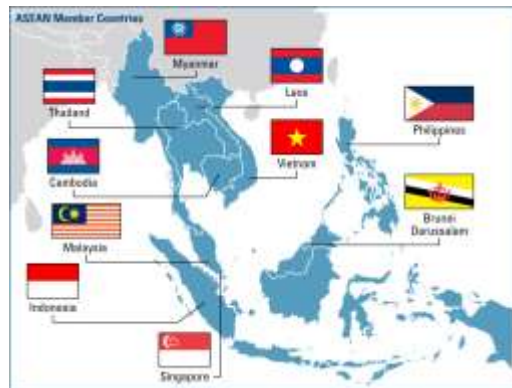 ASEAN Member Countries
Myanmar
Laos
Thailand
Philippines
Vietnam
Cambodia
Brunei
Darussalam
Malaysia
Indonesia
Singapore